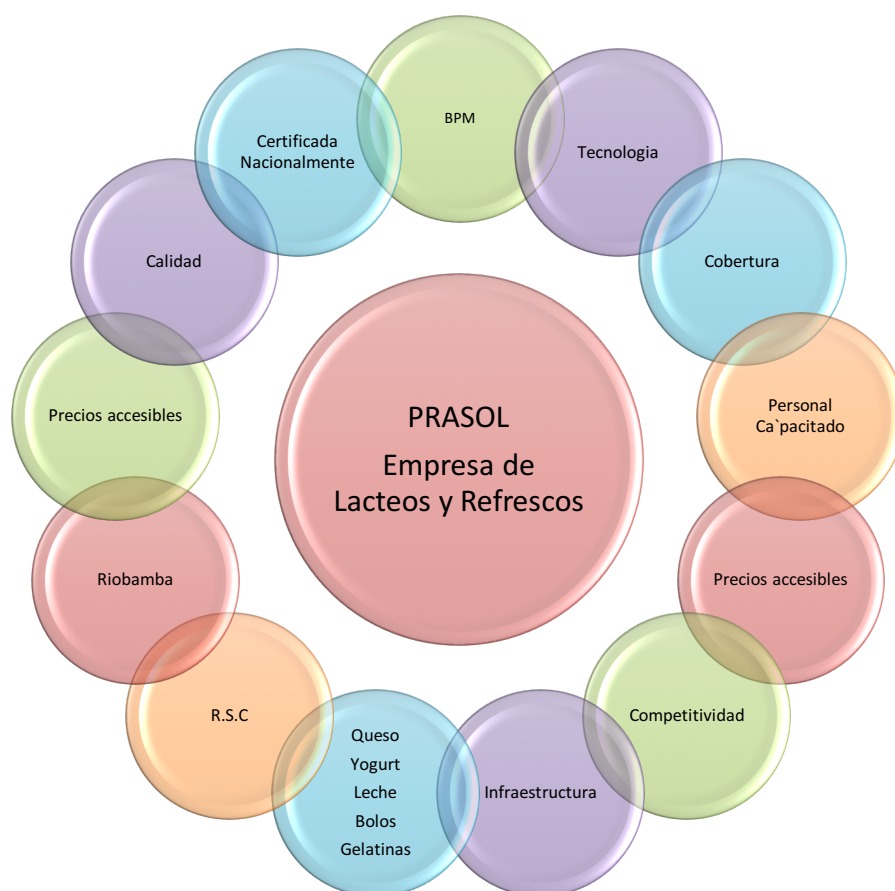 BPM
Tecnologia
Cobertura
Personal
Ca`pacitado
Precios accesibles
Competitividad
Infraestructura
Queso
Yogurt
Leche
Bolos
Gelatinas
R.S.C
Riobamba
Precios accesibles
Calidad
Certificada
Nacionalmente
PRASOL
Empresa de
Lacteos y Refrescos